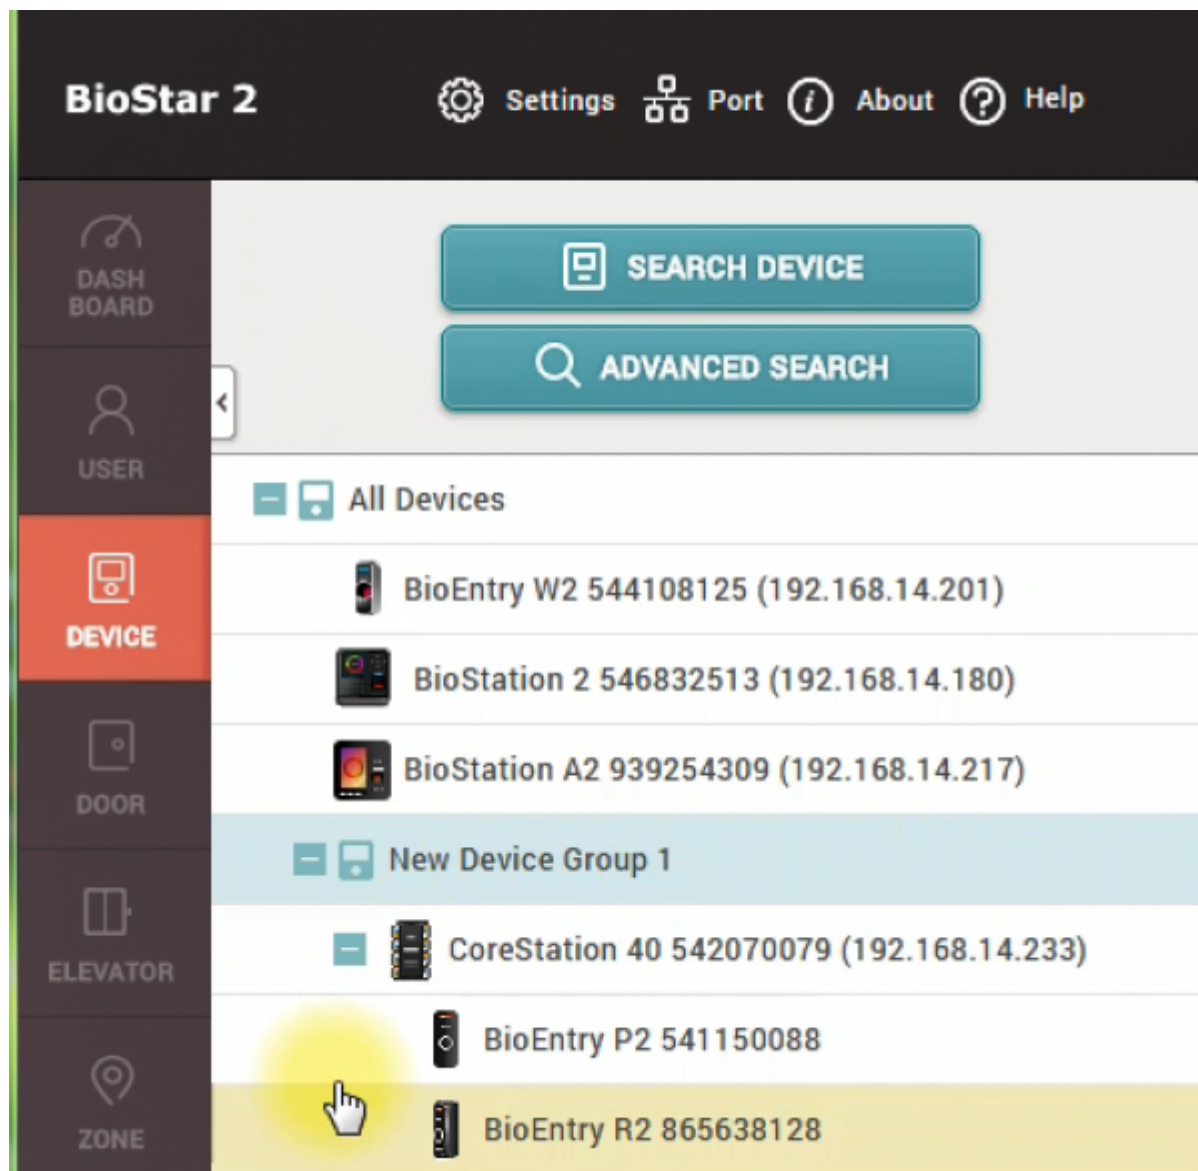 BioStar 2 Settings Port About Help
DASH
BOARD
USER
DEVICE
DOOR
ELEVATOR
ZONE
SEARCH DEVICE
ADVANCED SEARCH
All Devices
BioEntry W2 544108125 (192.168.14.201)
BioStation 2 546832513 (192.168.14.180)
BioStation A2 939254309 (192.168.14.217)
New Device Group 1
CoreStation 40 542070079 (192.168.14.233)
BioEntry P2 541150088
BioEntry R2 865638128